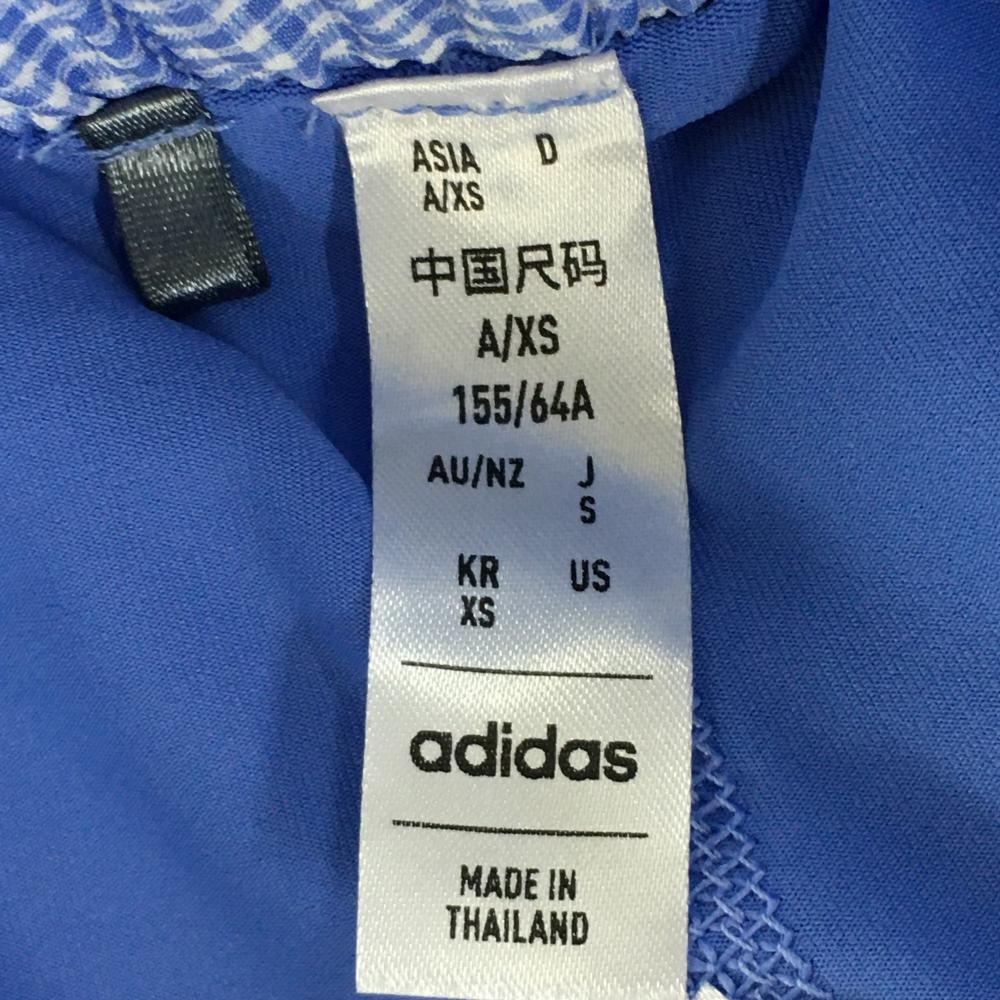 ASIA D
A/XS
中国尺码
A/XS
155/64A
AU/NZ J
S
KR US
XS
adidas
MADE IN
THAILAND